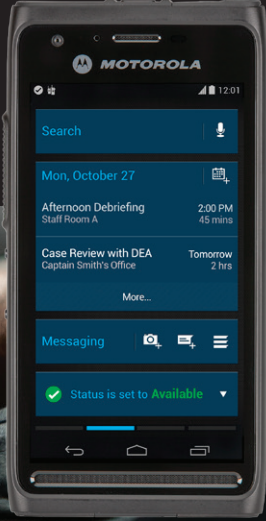 MOTOROLA
12:01
Search
Mon, October 27
Afternoon Debriefing 2:00 PM
Staff Room A 45 mins
Case Review with DEA Tomorrow
Captain Smith's Office 2 hrs
More...
Messaging
Status is set to Available